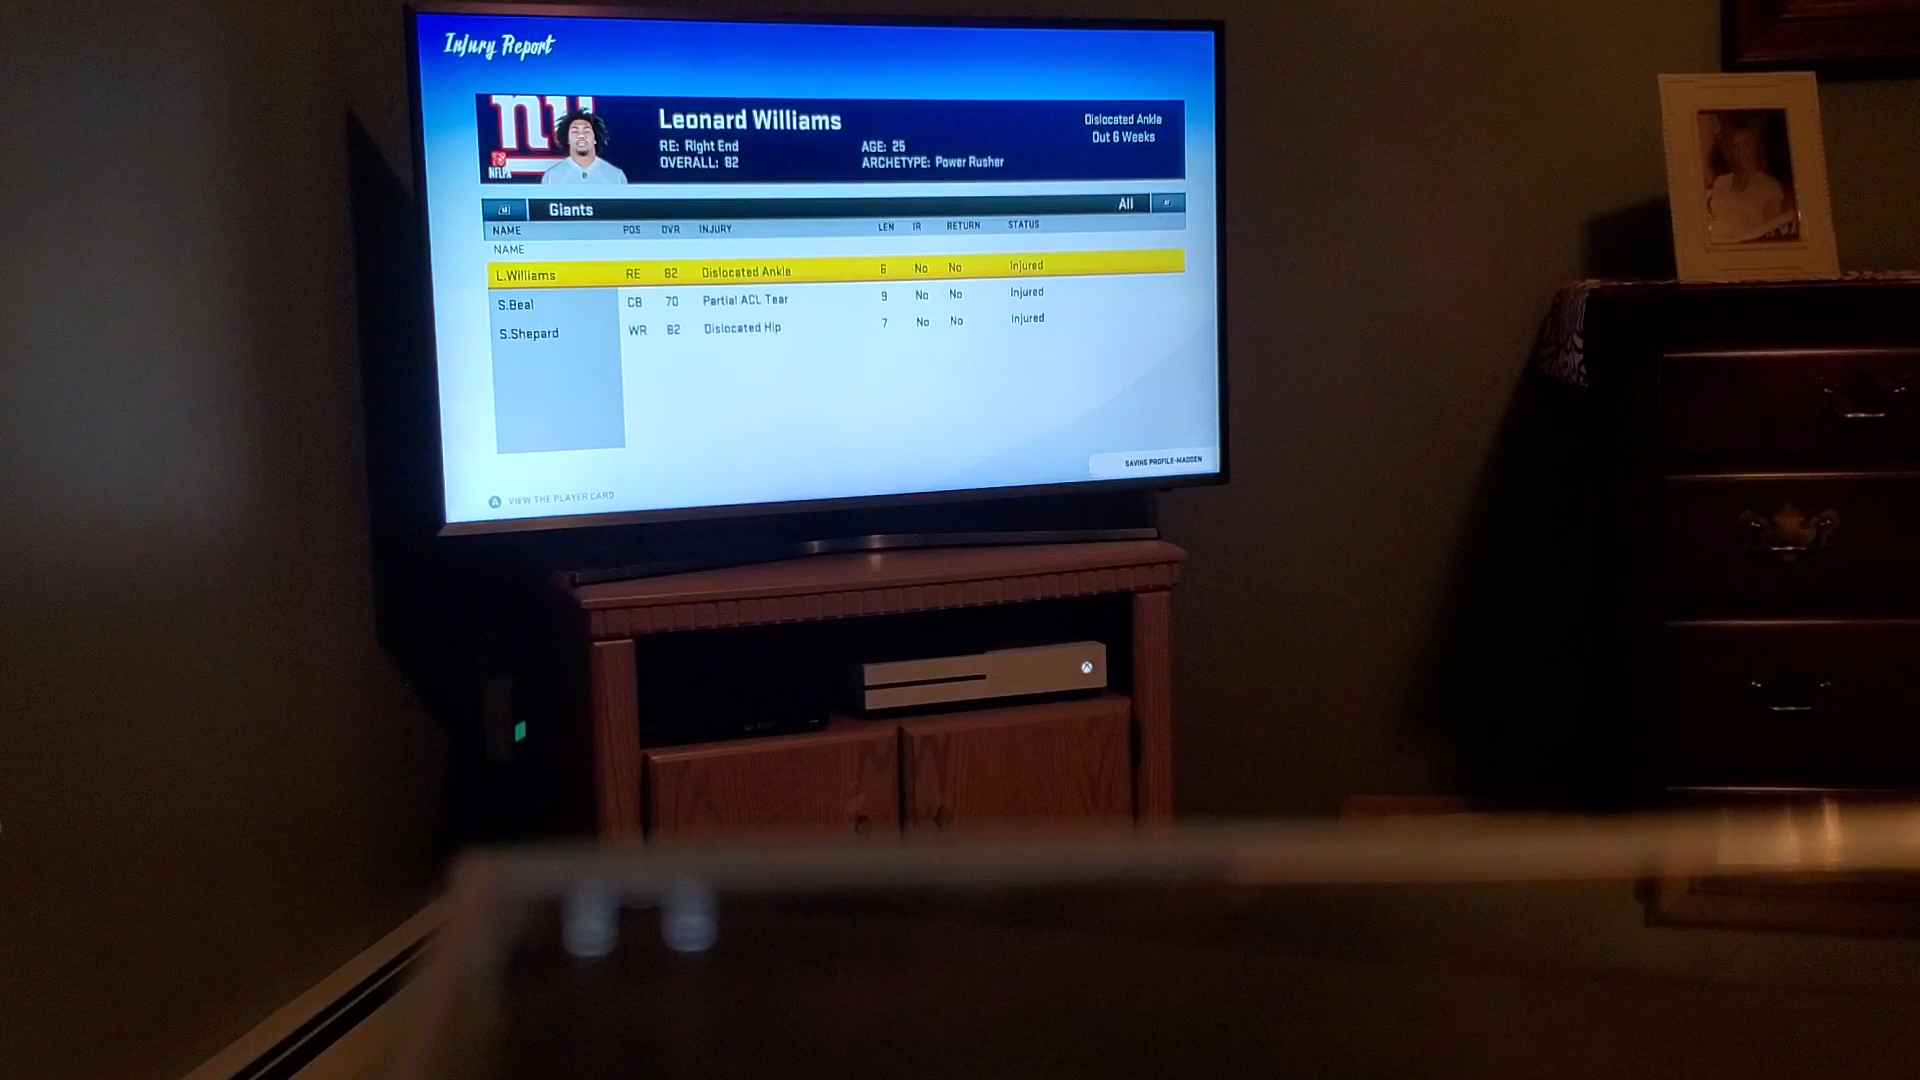 Injury Report
ny
NFLPA
Leonard Williams
RE: Right End
OVERALL: 82
AGE: 25
ARCHETYPE: Power Rusher
Dislocated Ankle
Out 6 Weeks
Giants All
NAME POS OVR INJURY LEN IR RETURN STATUS
NAME
L.Williams RE 82 Dislocated Ankle 6 No No Injured
S.Beal CB 70 Partial ACL Tear 9 No No Injured
S.Shepard WR 82 Dislocated Hip 7 No No Injured
SAVING PROFILE-MADDEN
A VIEW THE PLAYER CARD